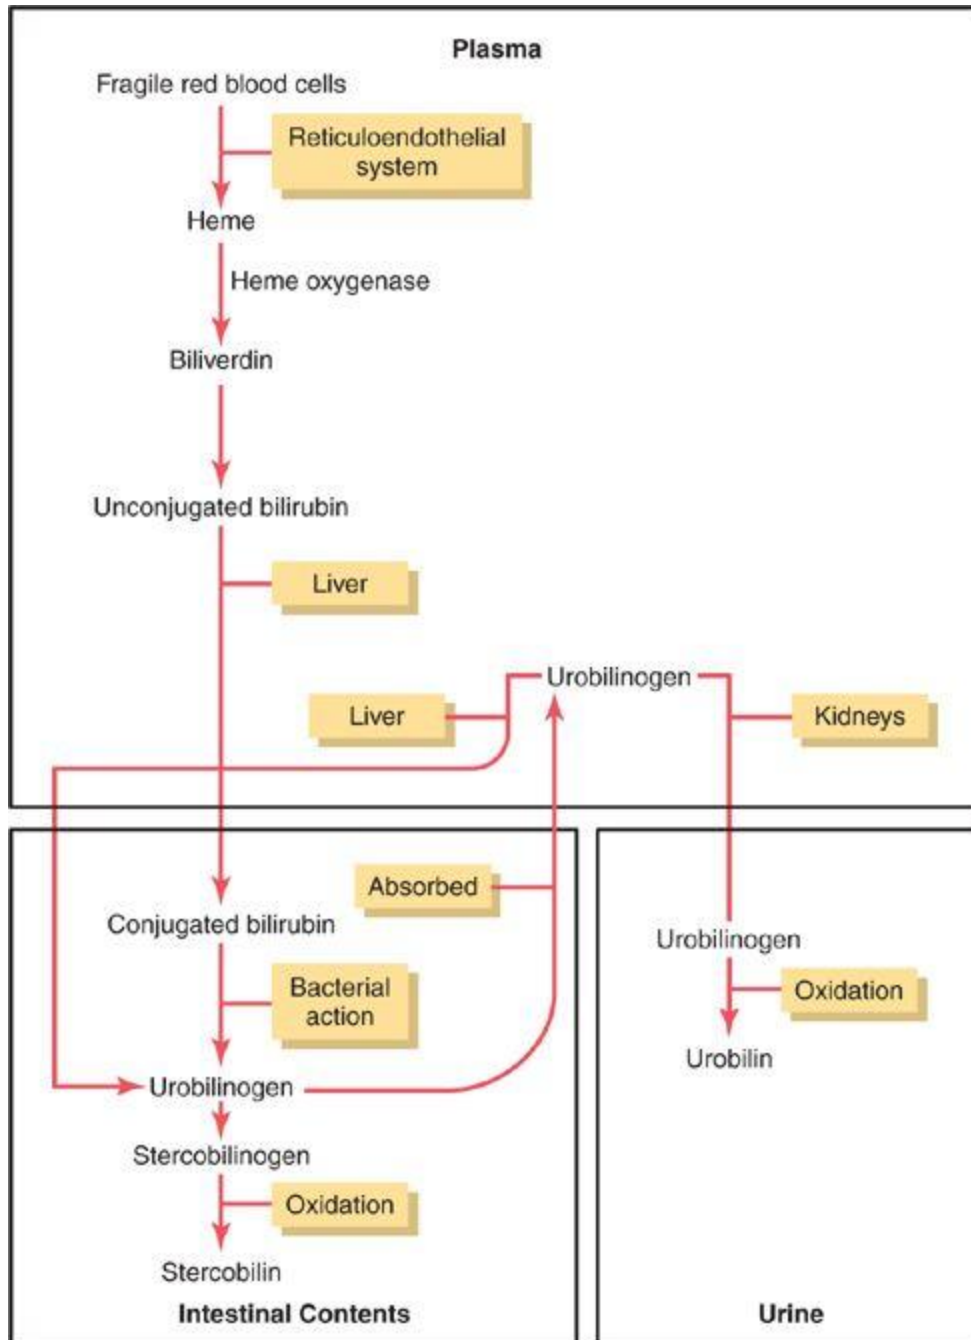 Plasma
Fragile red blood cells
Reticuloendothelial
system
Heme
Heme oxygenase
Biliverdin
Unconjugated bilirubin
Liver
Urobilinogen
Liver
Kidneys
Absorbed
Conjugated bilirubin
Bacterial
action
Urobilinogen
Stercobilinogen
Oxidation
Stercobilin
Intestinal Contents
Urobilinogen
Oxidation
Urobilin
Urine